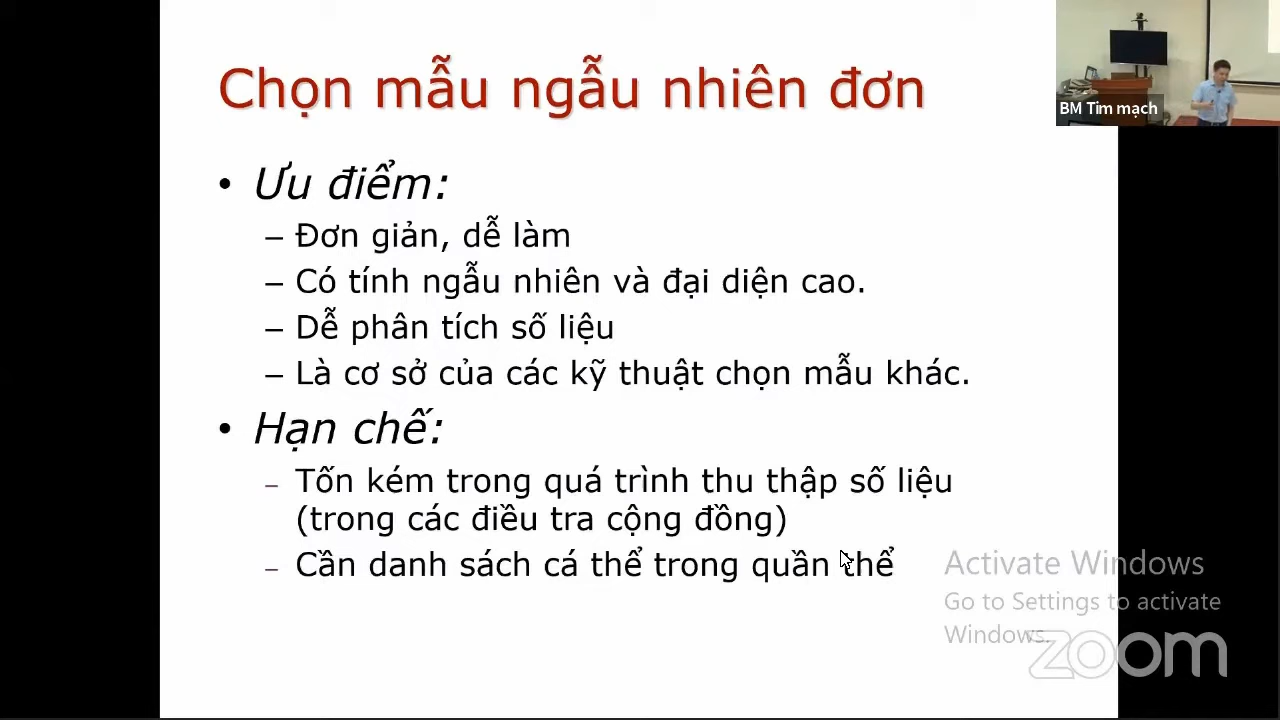 Chọn mẫu ngẫu nhiên đơn
BM Tim mạch
• Ưu điểm:
– Đơn giản, dễ làm
– Có tính ngẫu nhiên và đại diện cao.
– Dễ phân tích số liệu
– Là cơ sở của các kỹ thuật chọn mẫu khác.
• Hạn chế:
– Tốn kém trong quá trình thu thập số liệu
(trong các điều tra cộng đồng)
– Cần danh sách cá thể trong quần thể
Activate Windows
Go to Settings to activate
Windows.
zoom